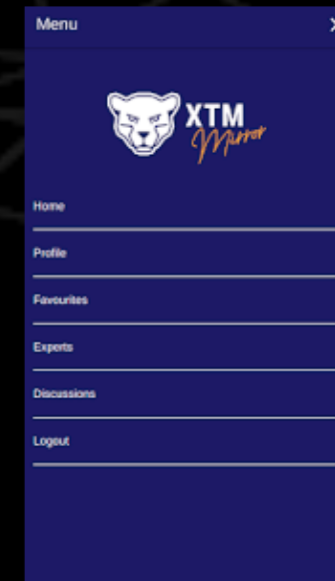 Menu
XTM
Mirror
Home
Profile
Favourites
Experts
Discussions
Logout